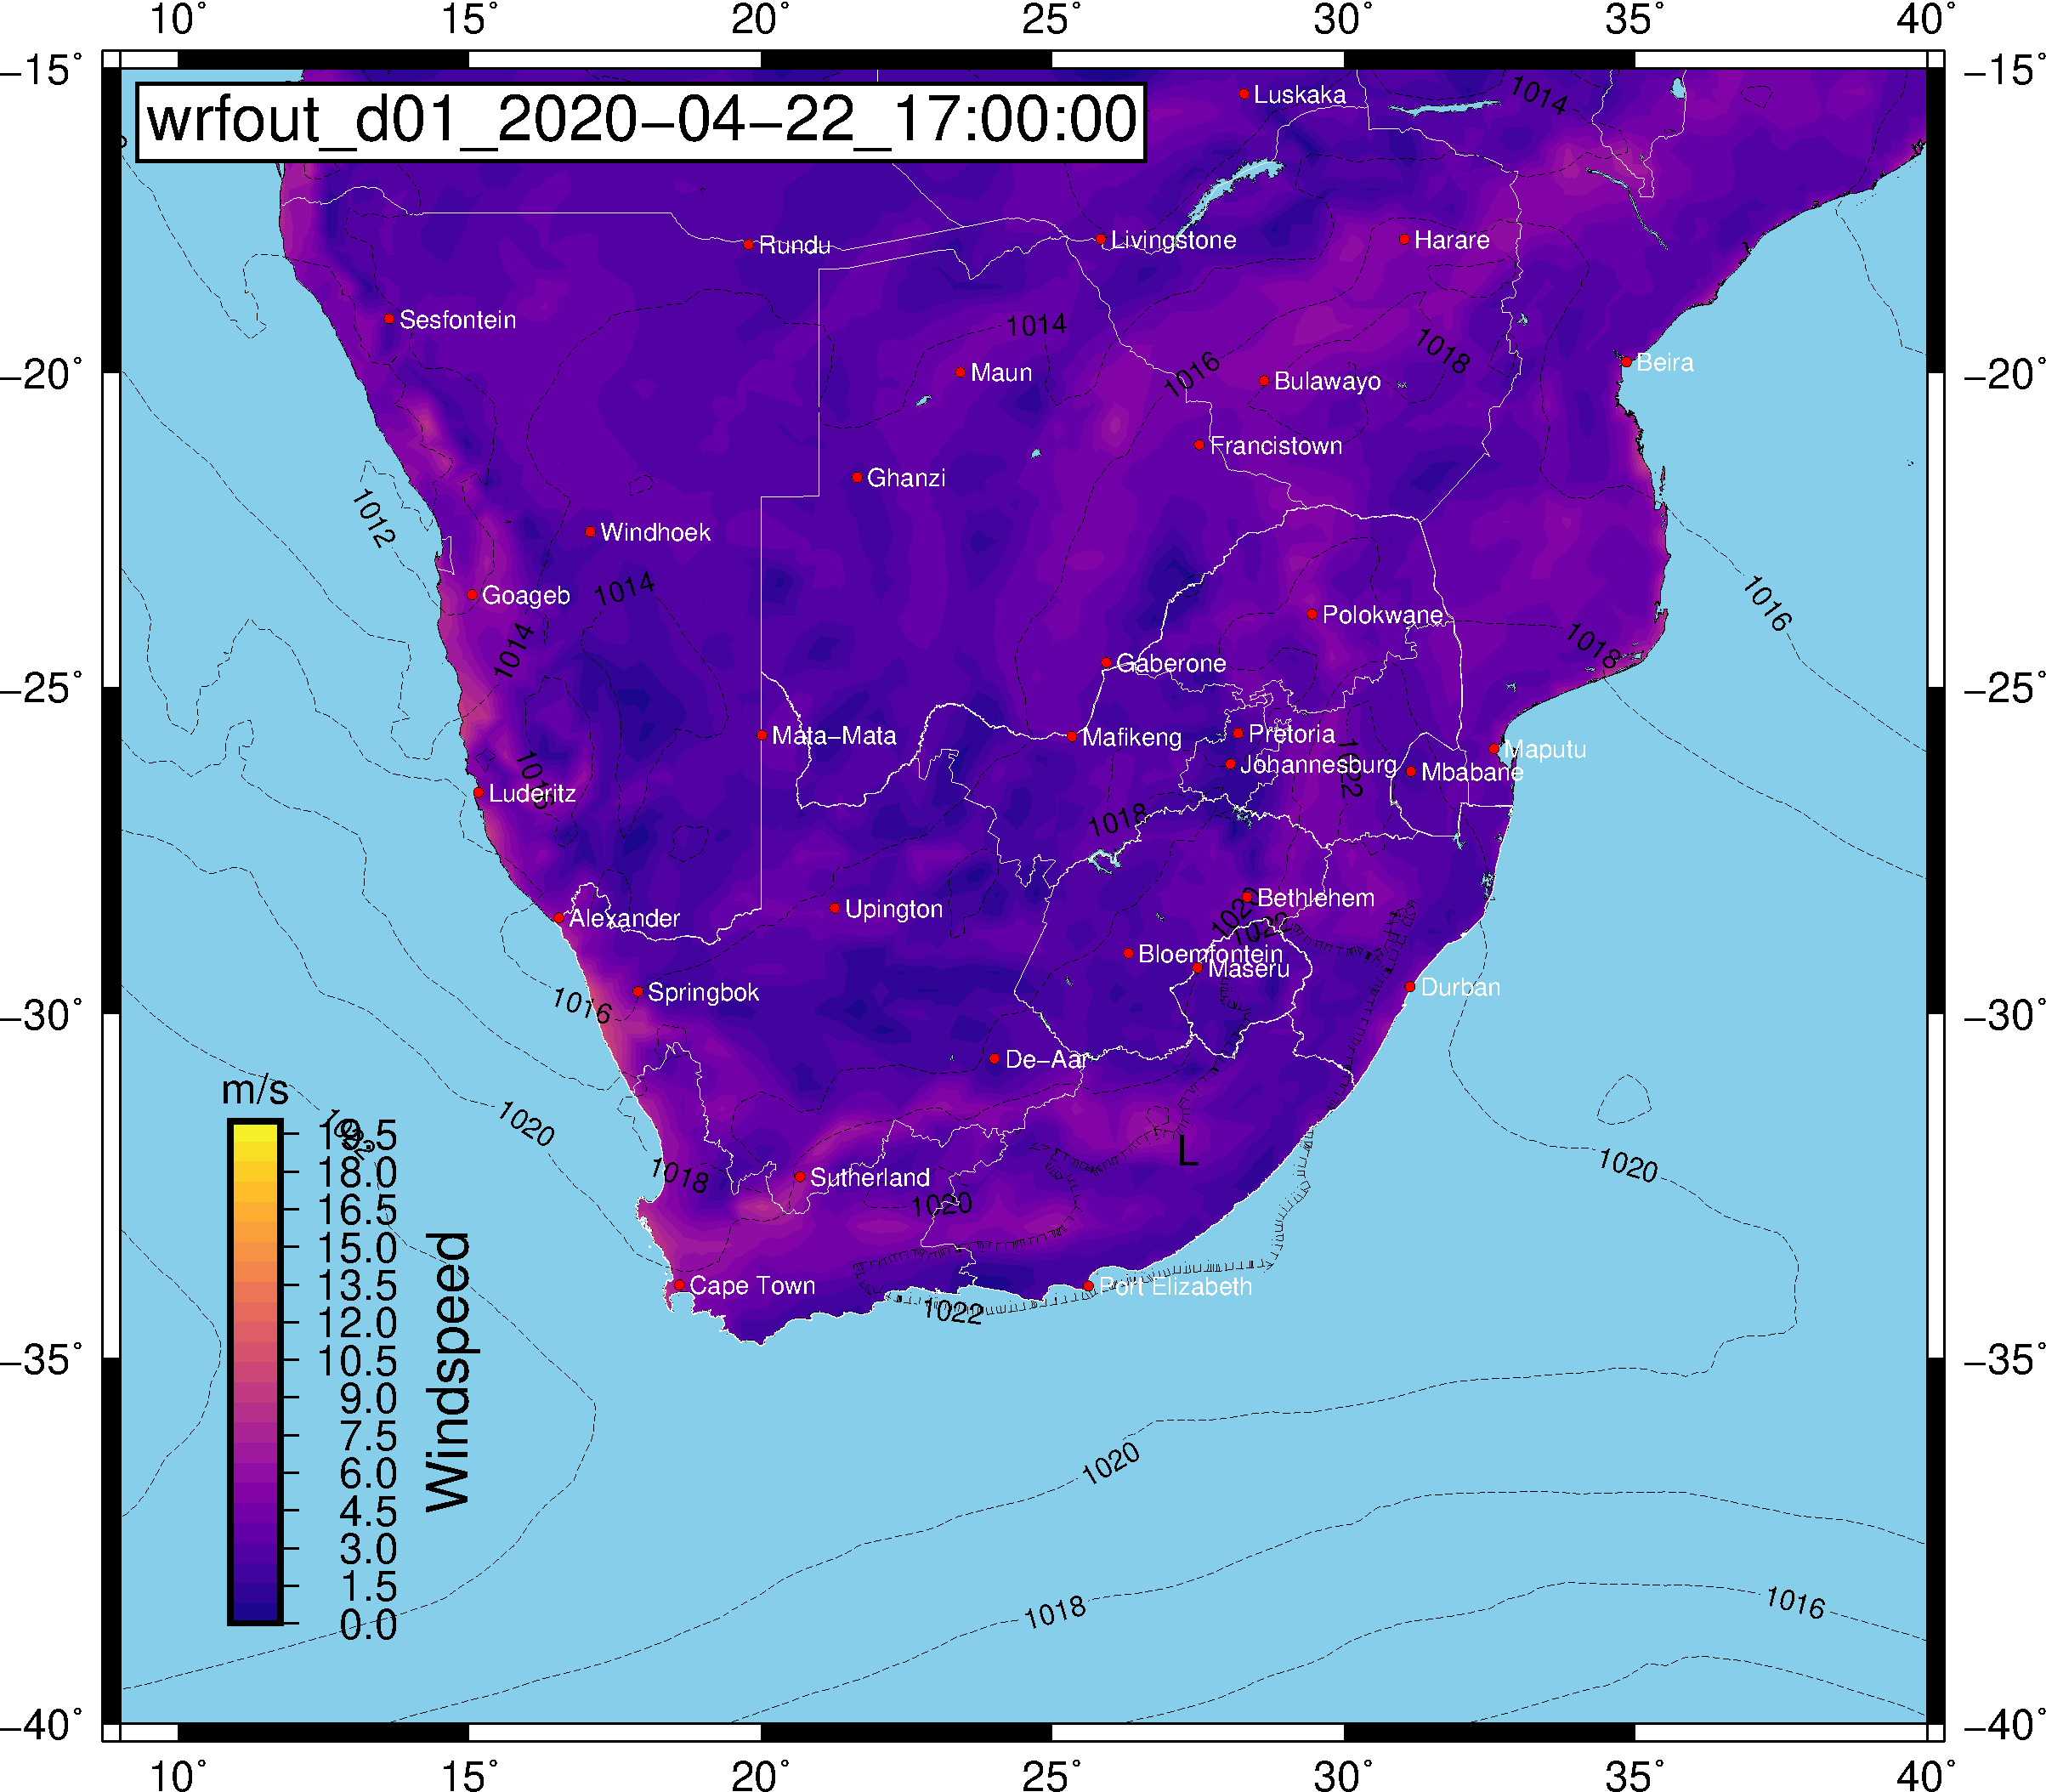 10° 15° 20° 25° 30° 35° 40°
−15° −15°
wrfout_d01_2020−04−22_17:00:00
Luskaka
1014
Rundu
Livingstone
Harare
Sesfontein
1014
1018
Beira
−20° −20°
Maun
1016
Bulawayo
Francistown
Ghanzi
1012
Windhoek
1014
Goageb
1016
Polokwane
1014
1018
Gaberone
−25° −25°
Mata−Mata
Mafikeng
Pretoria
Maputu
Johannesburg
1022
Mbabane
Luderitz
1018
Bethlehem
Upington
Alexander
Bloemfontein
Maseru
Durban
Springbok
1016
−30° −30°
De−Aar
m/s
1020
1020
L
1018
Sutherland
1020
Cape Town
Port Elizabeth
1022
19.5
18.0
16.5
15.0
13.5
12.0
10.5
9.0
7.5
6.0
4.5
3.0
1.5
0.0
Windspeed
−35° −35°
1020
1018
1016
−40° −40°
10° 15° 20° 25° 30° 35° 40°